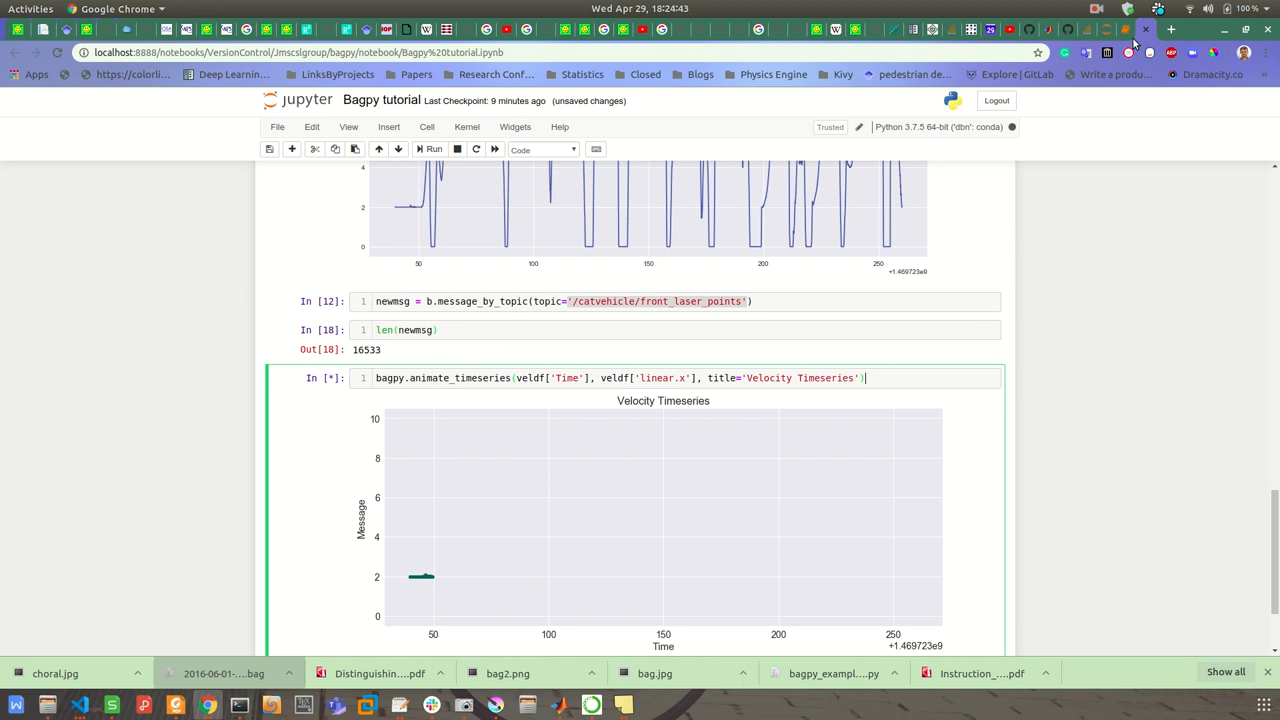 Activities Google Chrome Wed Apr 29, 18:24:43 100 %
localhost:8888/notebooks/VersionControl/Jmscslgroup/bagpy/notebook/Bagpy%20tutorial.ipynb
Apps https://colorli... Deep Learnin... LinksByProjects Papers Research Conf... Statistics Closed Blogs Physics Engine Kivy pedestrian de... Explore | GitLab Write a produ... Dramacity.co
jupyter Bagpy tutorial Last Checkpoint: 9 minutes ago (unsaved changes) Logout
File Edit View Insert Cell Kernel Widgets Help Trusted Python 3.7.5 64-bit ('dbn': conda)
Run Code
4
2
0
50 100 150 200 250
+1.469723e9
In [12]: 1 newmsg = b.message_by_topic(topic='/catvehicle/front_laser_points')
In [18]: 1 len(newmsg)
Out[18]: 16533
In [*]: 1 bagpy.animate_timeseries(veldf['Time'], veldf['linear.x'], title='Velocity Timeseries')
Velocity Timeseries
10
8
6
4
2
0
Message
50 100 150 200 250
Time +1.469723e9
choral.jpg 2016-06-01-....bag Distinguishin....pdf bag2.png bag.jpg bagpy_exampl....py Instruction_....pdf Show all